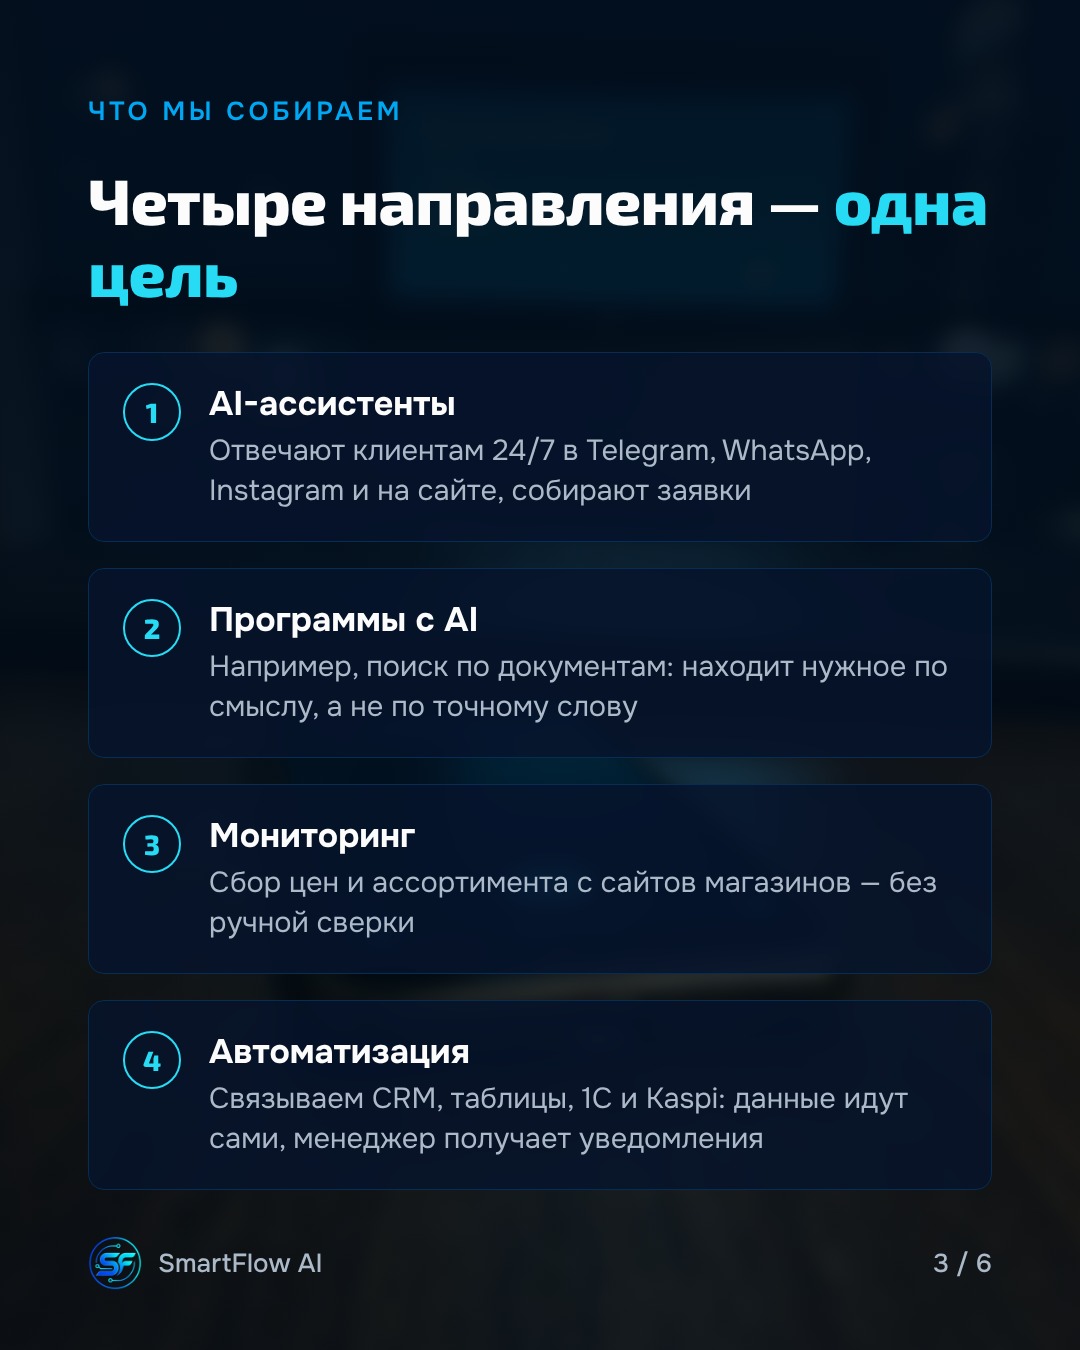 ЧТО МЫ СОБИРАЕМ
Четыре направления — одна
цель
1
AI-ассистенты
Отвечают клиентам 24/7 в Telegram, WhatsApp,
Instagram и на сайте, собирают заявки
2
Программы с AI
Например, поиск по документам: находит нужное по
смыслу, а не по точному слову
3
Мониторинг
Сбор цен и ассортимента с сайтов магазинов — без
ручной сверки
4
Автоматизация
Связываем CRM, таблицы, 1С и Kaspi: данные идут
сами, менеджер получает уведомления
SF
SmartFlow AI
3 / 6